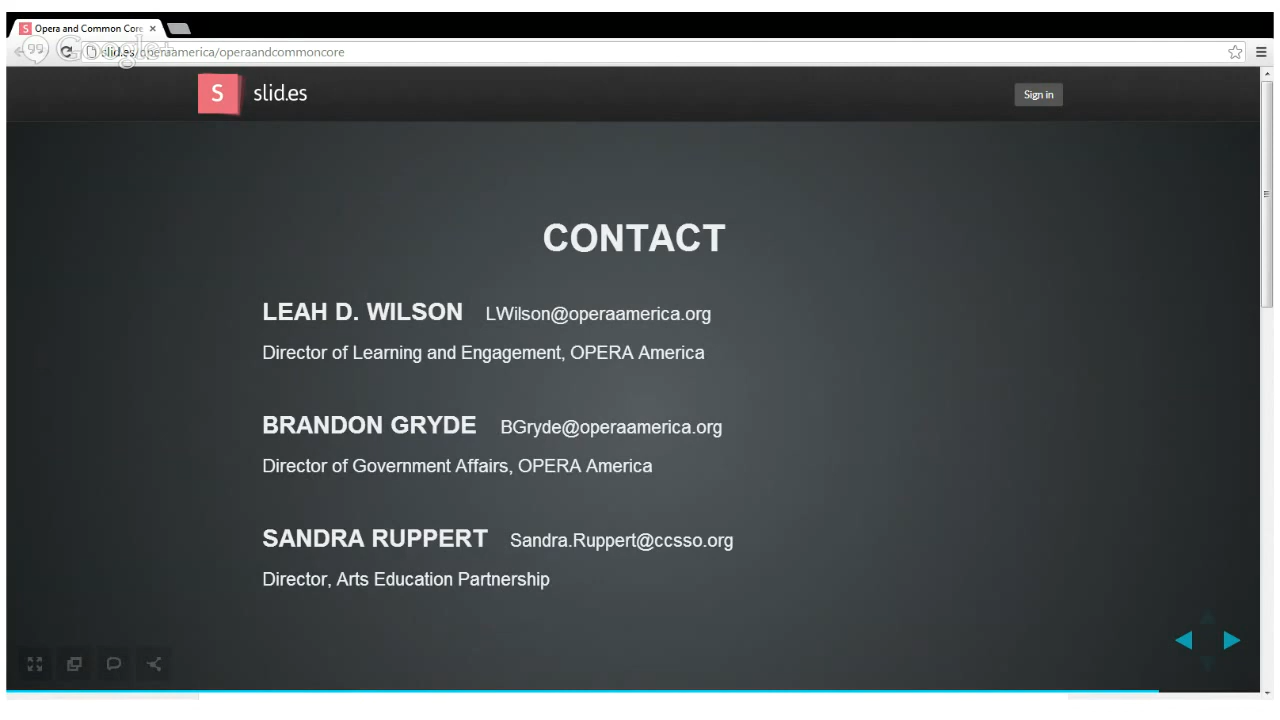 Opera and Common Core
Google+
slid.es/operaamerica/operaandcommoncore
S slid.es
Sign in
CONTACT
LEAH D. WILSON LWilson@operaamerica.org
Director of Learning and Engagement, OPERA America
BRANDON GRYDE BGryde@operaamerica.org
Director of Government Affairs, OPERA America
SANDRA RUPPERT Sandra.Ruppert@ccsso.org
Director, Arts Education Partnership